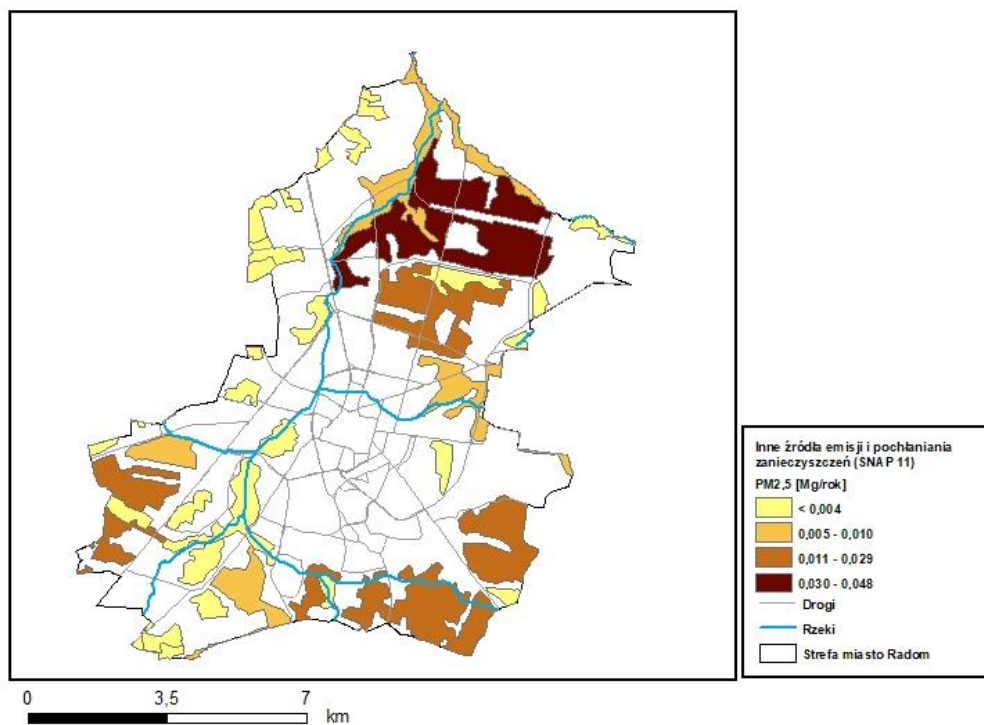 Inne źródła emisji i pochłaniania
zanieczyszczeń (SNAP 11)
PM2,5 [Mg/rok]
< 0,004
0,005 - 0,010
0,011 - 0,029
0,030 - 0,048
Drogi
Rzeki
Strefa miasto Radom
0 3,5 7
km